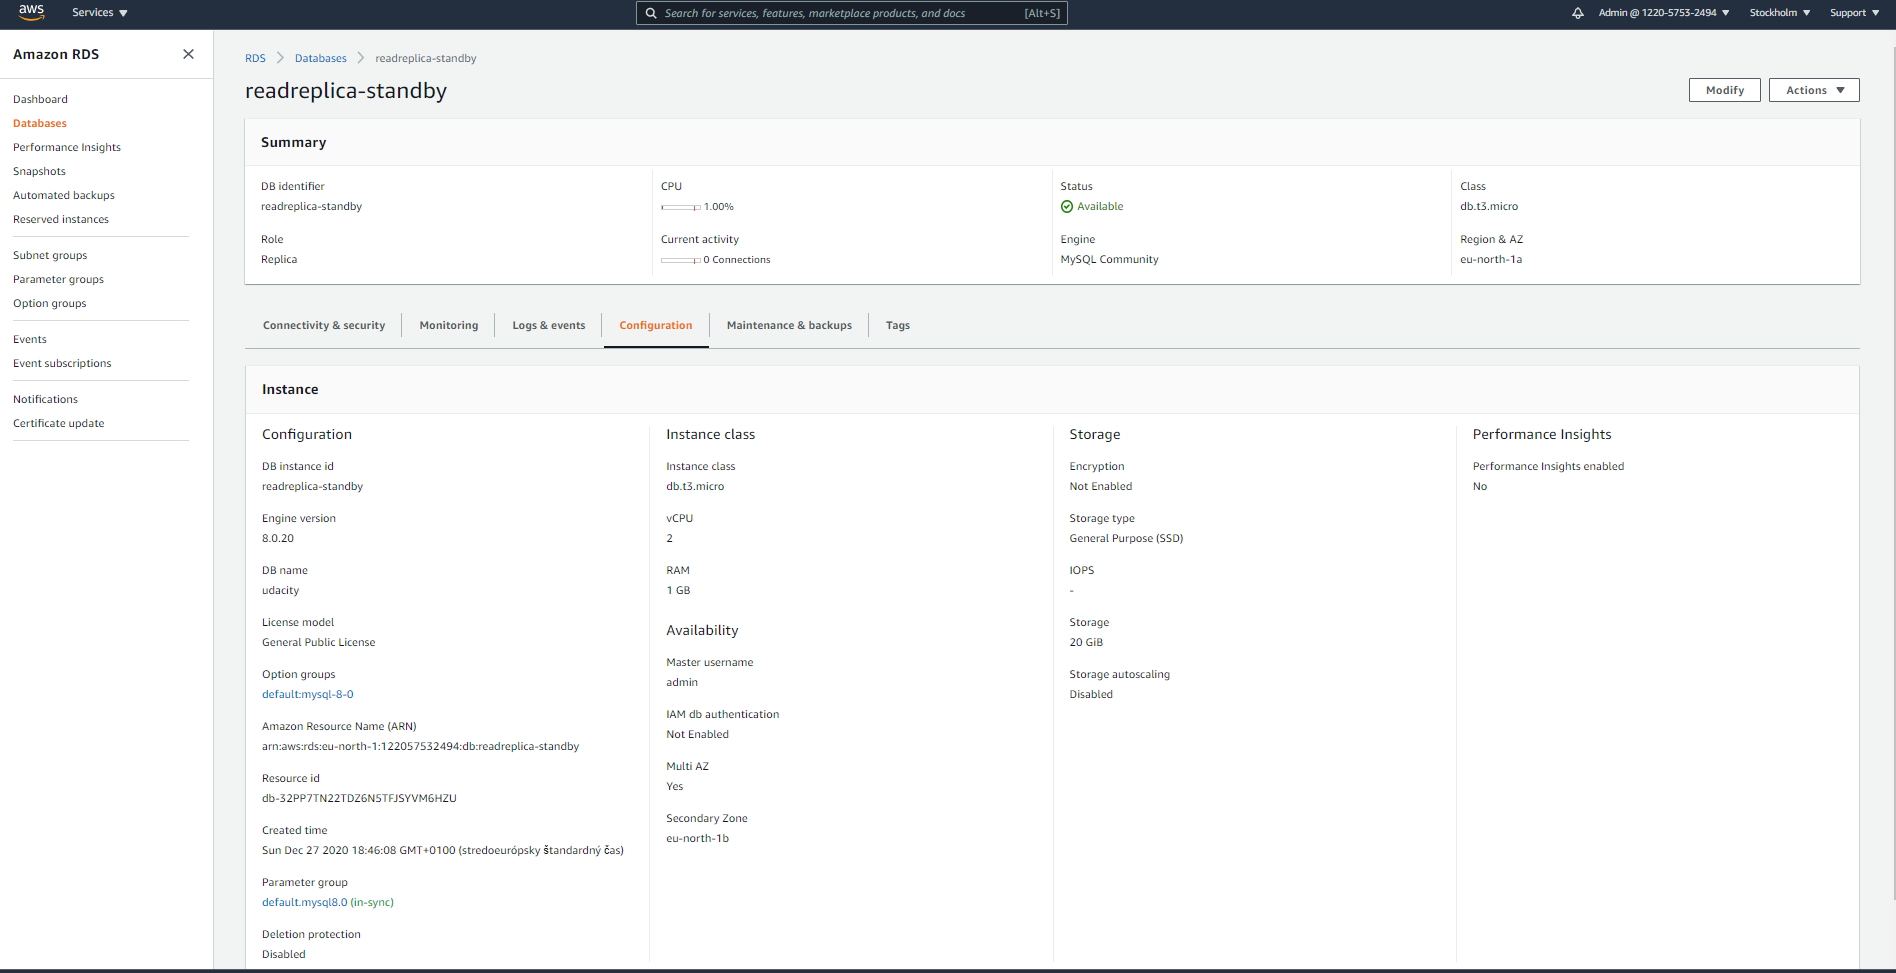 aws
Services
Search for services, features, marketplace products, and docs
[Alt+S]
Admin @ 1220-5753-2494
Stockholm
Support
Amazon RDS
Dashboard
Databases
Performance Insights
Snapshots
Automated backups
Reserved instances
Subnet groups
Parameter groups
Option groups
Events
Event subscriptions
Notifications
Certificate update
RDS
Databases
readreplica-standby
readreplica-standby
Modify
Actions
Summary
DB identifier
readreplica-standby
Role
Replica
CPU
1.00%
Current activity
0 Connections
Status
Available
Engine
MySQL Community
Class
db.t3.micro
Region & AZ
eu-north-1a
Connectivity & security
Monitoring
Logs & events
Configuration
Maintenance & backups
Tags
Instance
Configuration
DB instance id
readreplica-standby
Engine version
8.0.20
DB name
udacity
License model
General Public License
Option groups
default:mysql-8-0
Amazon Resource Name (ARN)
arn:aws:rds:eu-north-1:122057532494:db:readreplica-standby
Resource id
db-32PP7TN22TDZ6N5TFJSYVM6HZU
Created time
Sun Dec 27 2020 18:46:08 GMT+0100 (stredoeurópsky štandardný čas)
Parameter group
default.mysql8.0 (in-sync)
Deletion protection
Disabled
Instance class
Instance class
db.t3.micro
vCPU
2
RAM
1 GB
Availability
Master username
admin
IAM db authentication
Not Enabled
Multi AZ
Yes
Secondary Zone
eu-north-1b
Storage
Encryption
Not Enabled
Storage type
General Purpose (SSD)
IOPS
-
Storage
20 GiB
Storage autoscaling
Disabled
Performance Insights
Performance Insights enabled
No